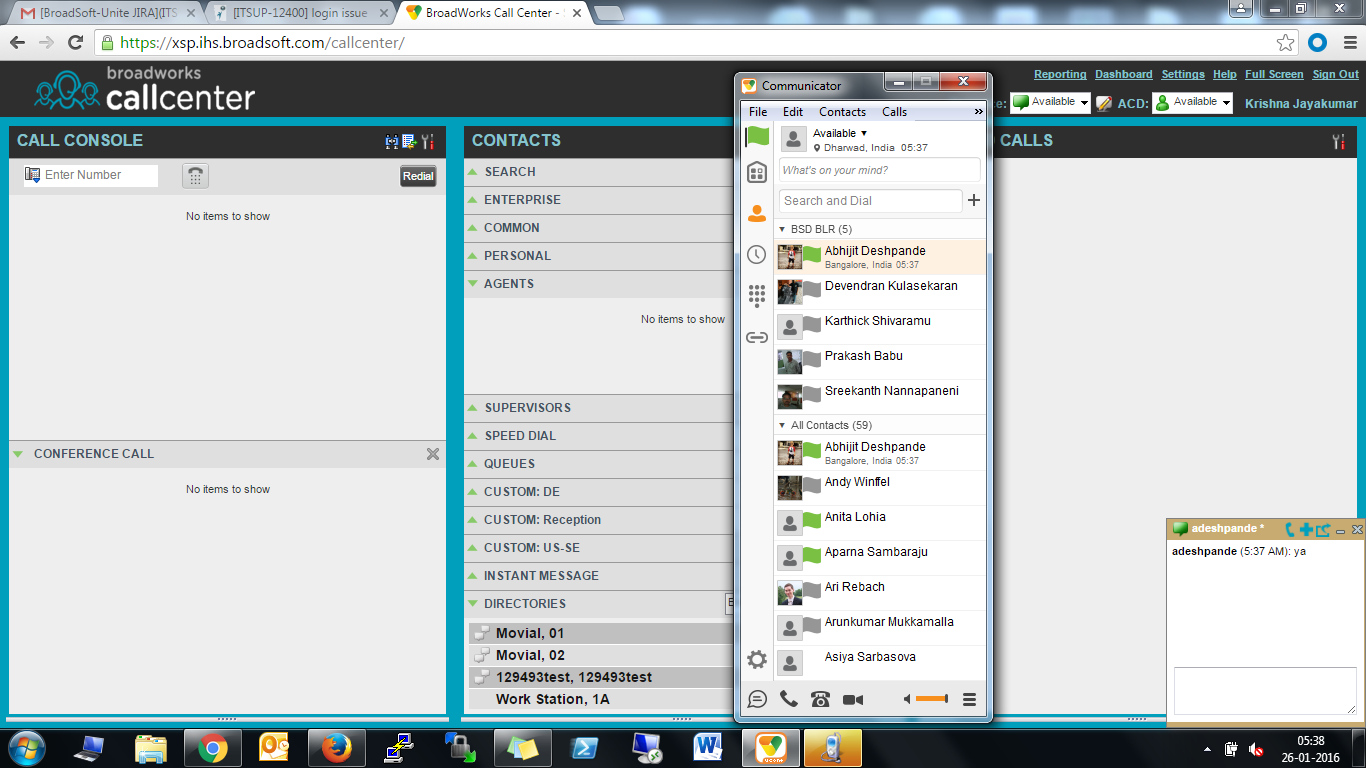 [BroadSoft-Unite JIRA](ITS
[ITSUP-12400] login issue
BroadWorks Call Center - S
https://xsp.ihs.broadsoft.com/callcenter/
broadworks
callcenter
Reporting Dashboard Settings Help Full Screen Sign Out
Available ACD: Available Krishna Jayakumar
CALL CONSOLE
Enter Number
Redial
No items to show
CONFERENCE CALL
No items to show
CONTACTS
SEARCH
ENTERPRISE
COMMON
PERSONAL
AGENTS
No items to show
SUPERVISORS
SPEED DIAL
QUEUES
CUSTOM: DE
CUSTOM: Reception
CUSTOM: US-SE
INSTANT MESSAGE
DIRECTORIES
Movial, 01
Movial, 02
129493test, 129493test
Work Station, 1A
Communicator
File Edit Contacts Calls »
Available
Dharwad, India 05:37
What's on your mind?
Search and Dial
BSD BLR (5)
Abhijit Deshpande
Bangalore, India 05:37
Devendran Kulasekaran
Karthick Shivaramu
Prakash Babu
Sreekanth Nannapaneni
All Contacts (59)
Abhijit Deshpande
Bangalore, India 05:37
Andy Winffel
Anita Lohia
Aparna Sambaraju
Ari Rebach
Arunkumar Mukkamalla
Asiya Sarbasova
CALLS
adeshpande *
adeshpande (5:37 AM): ya
05:38
26-01-2016